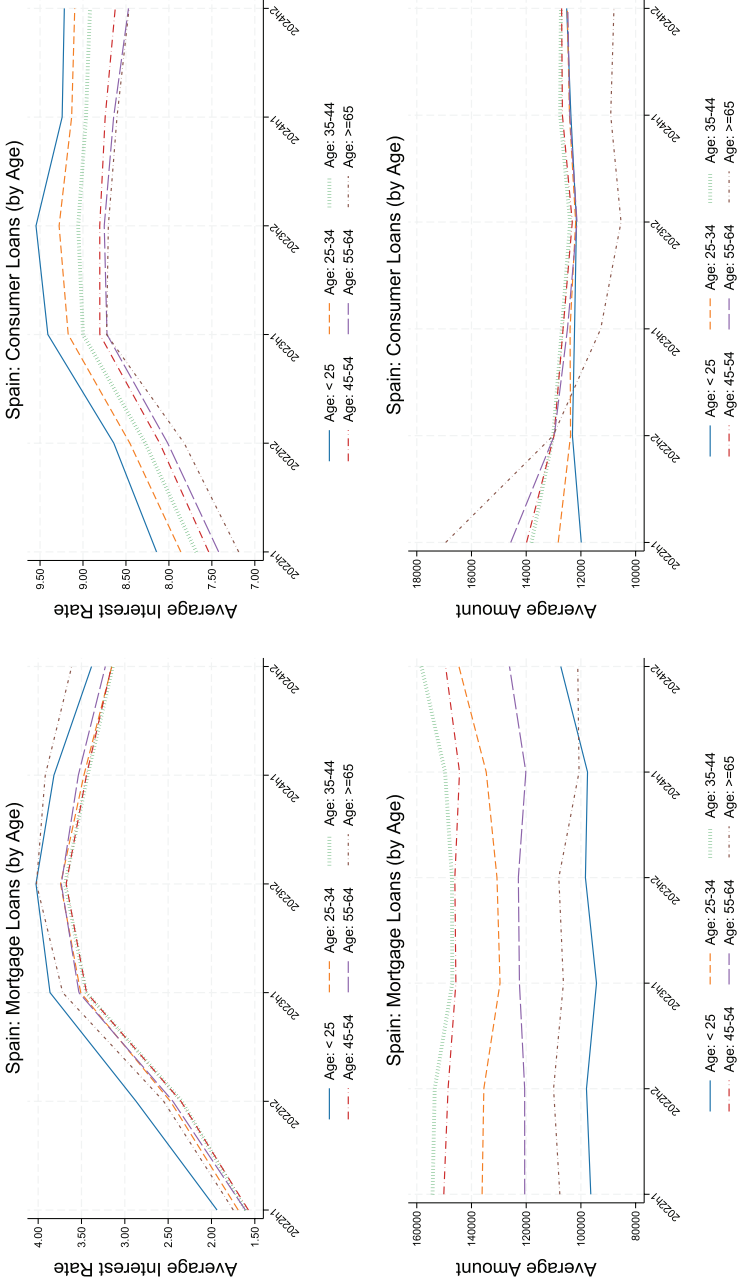 Spain: Mortgage Loans (by Age)
Average Interest Rate
4.00
3.50
3.00
2.50
2.00
1.50
2022h1
2022h2
2023h1
2023h2
2024h1
2024h2
Age: < 25
Age: 25-34
Age: 35-44
Age: 45-54
Age: 55-64
Age: >=65
Spain: Consumer Loans (by Age)
Average Interest Rate
9.50
9.00
8.50
8.00
7.50
7.00
2022h1
2022h2
2023h1
2023h2
2024h1
2024h2
Age: < 25
Age: 25-34
Age: 35-44
Age: 45-54
Age: 55-64
Age: >=65
Spain: Mortgage Loans (by Age)
Average Amount
160000
140000
120000
100000
80000
2022h1
2022h2
2023h1
2023h2
2024h1
2024h2
Age: < 25
Age: 25-34
Age: 35-44
Age: 45-54
Age: 55-64
Age: >=65
Spain: Consumer Loans (by Age)
Average Amount
18000
16000
14000
12000
10000
2022h1
2022h2
2023h1
2023h2
2024h1
2024h2
Age: < 25
Age: 25-34
Age: 35-44
Age: 45-54
Age: 55-64
Age: >=65